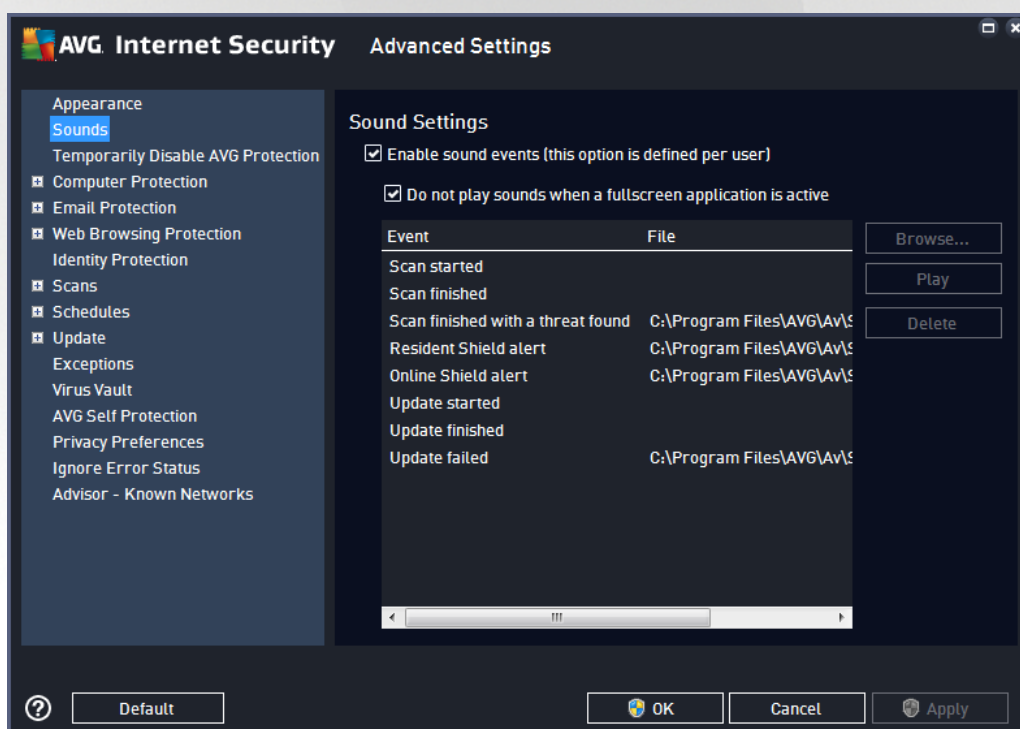 AVG. Internet Security Advanced Settings
Appearance
Sounds
Temporarily Disable AVG Protection
Computer Protection
Email Protection
Web Browsing Protection
Identity Protection
Scans
Schedules
Update
Exceptions
Virus Vault
AVG Self Protection
Privacy Preferences
Ignore Error Status
Advisor - Known Networks
Sound Settings
Enable sound events (this option is defined per user)
Do not play sounds when a fullscreen application is active
Event File
Scan started
Scan finished
Scan finished with a threat found C:\Program Files\AVG\Av\S
Resident Shield alert C:\Program Files\AVG\Av\S
Online Shield alert C:\Program Files\AVG\Av\S
Update started
Update finished
Update failed C:\Program Files\AVG\Av\S
Browse...
Play
Delete
Default
OK
Cancel
Apply